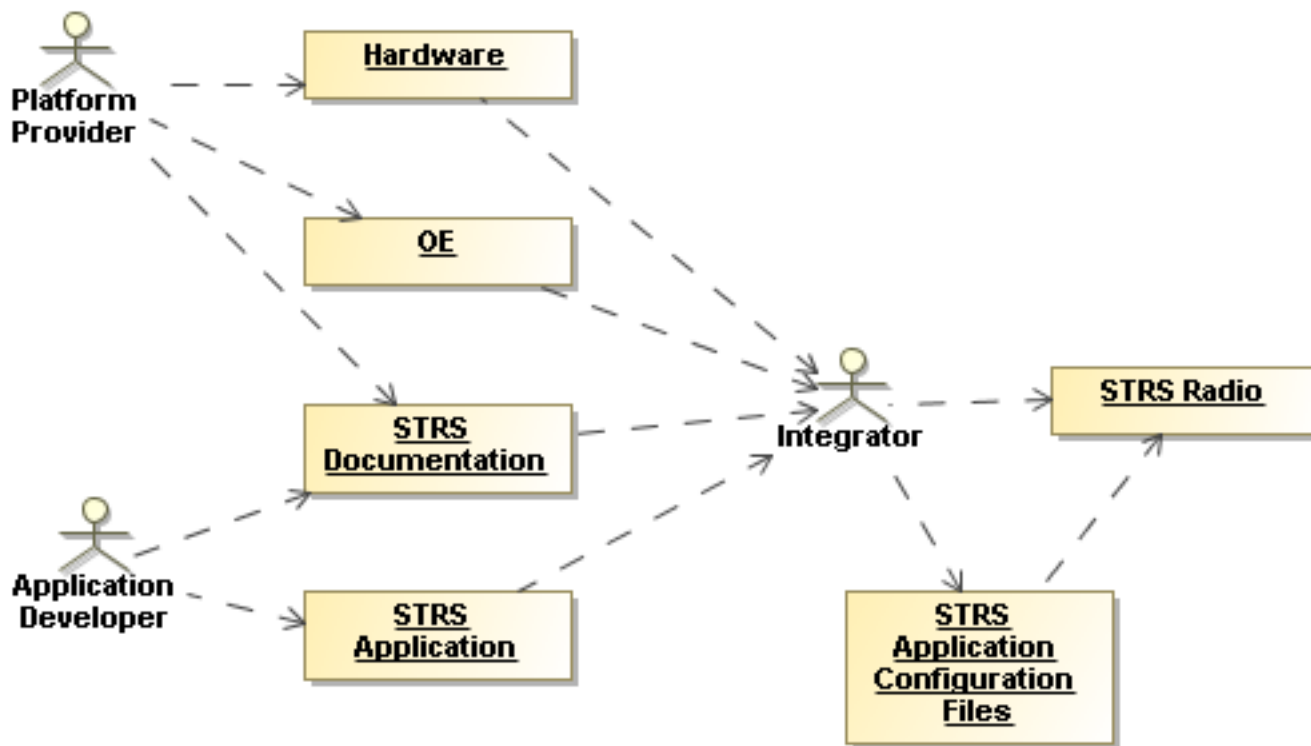 Hardware
Platform
Provider
OE
STRS
Documentation
Integrator
STRS Radio
Application
Developer
STRS
Application
STRS
Application
Configuration
Files